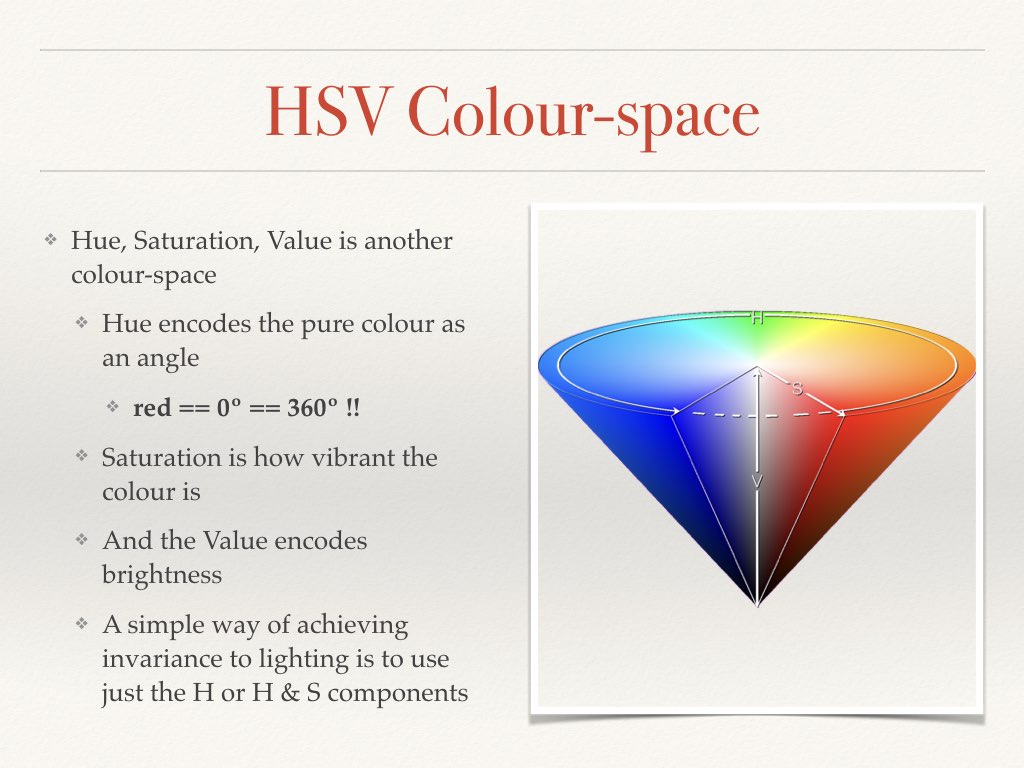 HSV Colour-space
❖ Hue, Saturation, Value is another
colour-space
❖ Hue encodes the pure colour as
an angle
❖ red == 0º == 360º !!
❖ Saturation is how vibrant the
colour is
❖ And the Value encodes
brightness
❖ A simple way of achieving
invariance to lighting is to use
just the H or H & S components
H
S
V